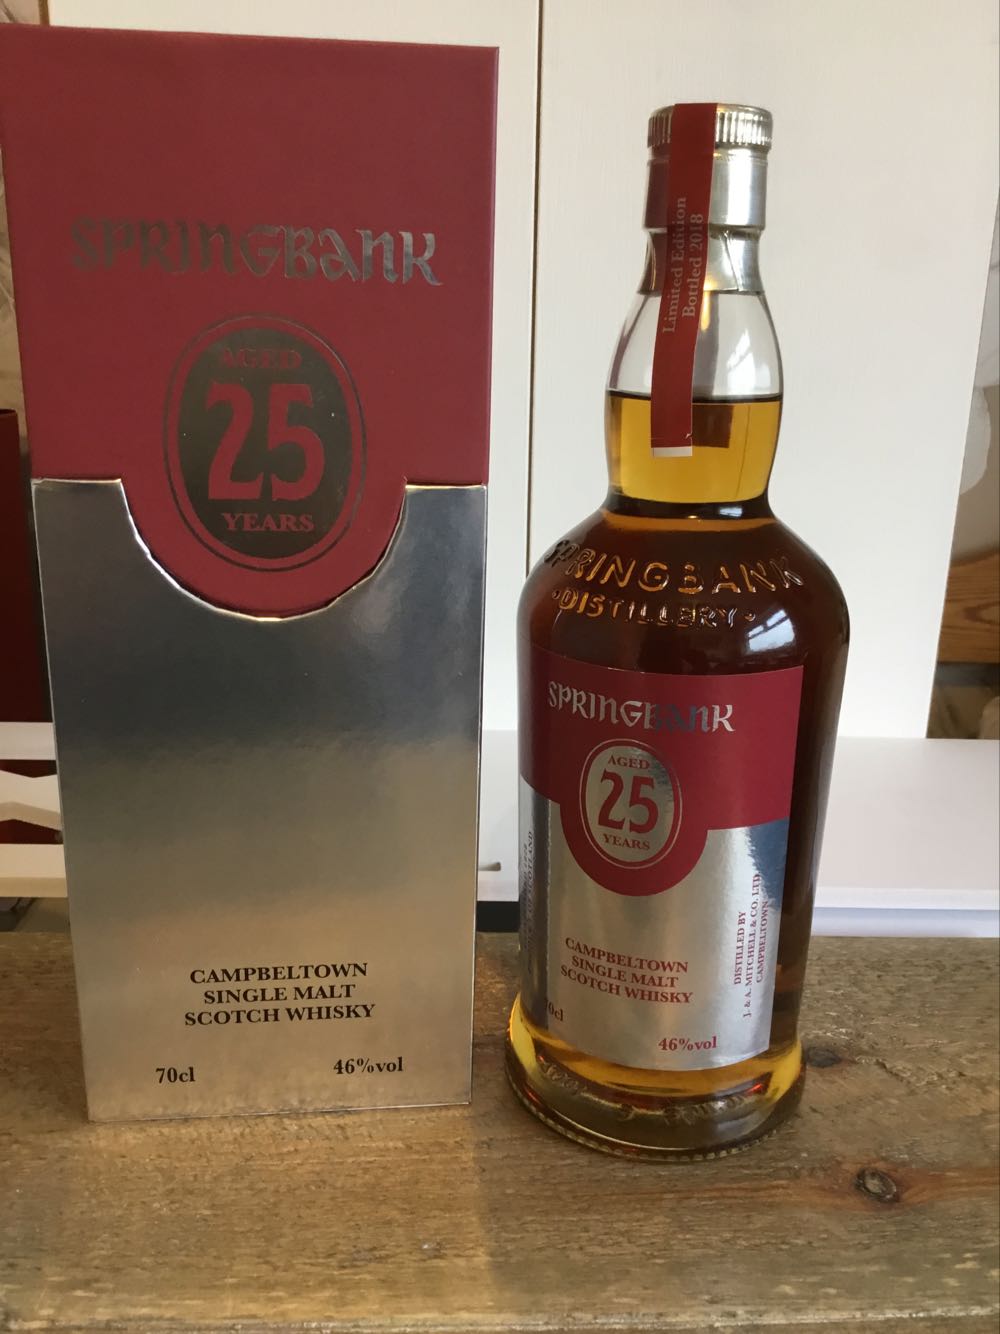 SPRINGBANK
AGED
25
YEARS
CAMPBELTOWN
SINGLE MALT
SCOTCH WHISKY
70cl
46%vol
Limited Edition
Bottled 2018
SPRINGBANK
·DISTILLERY·
SPRINGBANK
AGED
25
YEARS
CAMPBELTOWN
SINGLE MALT
SCOTCH WHISKY
46%vol
DISTILLED BY
J. & A. MITCHELL & CO. LTD.
CAMPBELTOWN